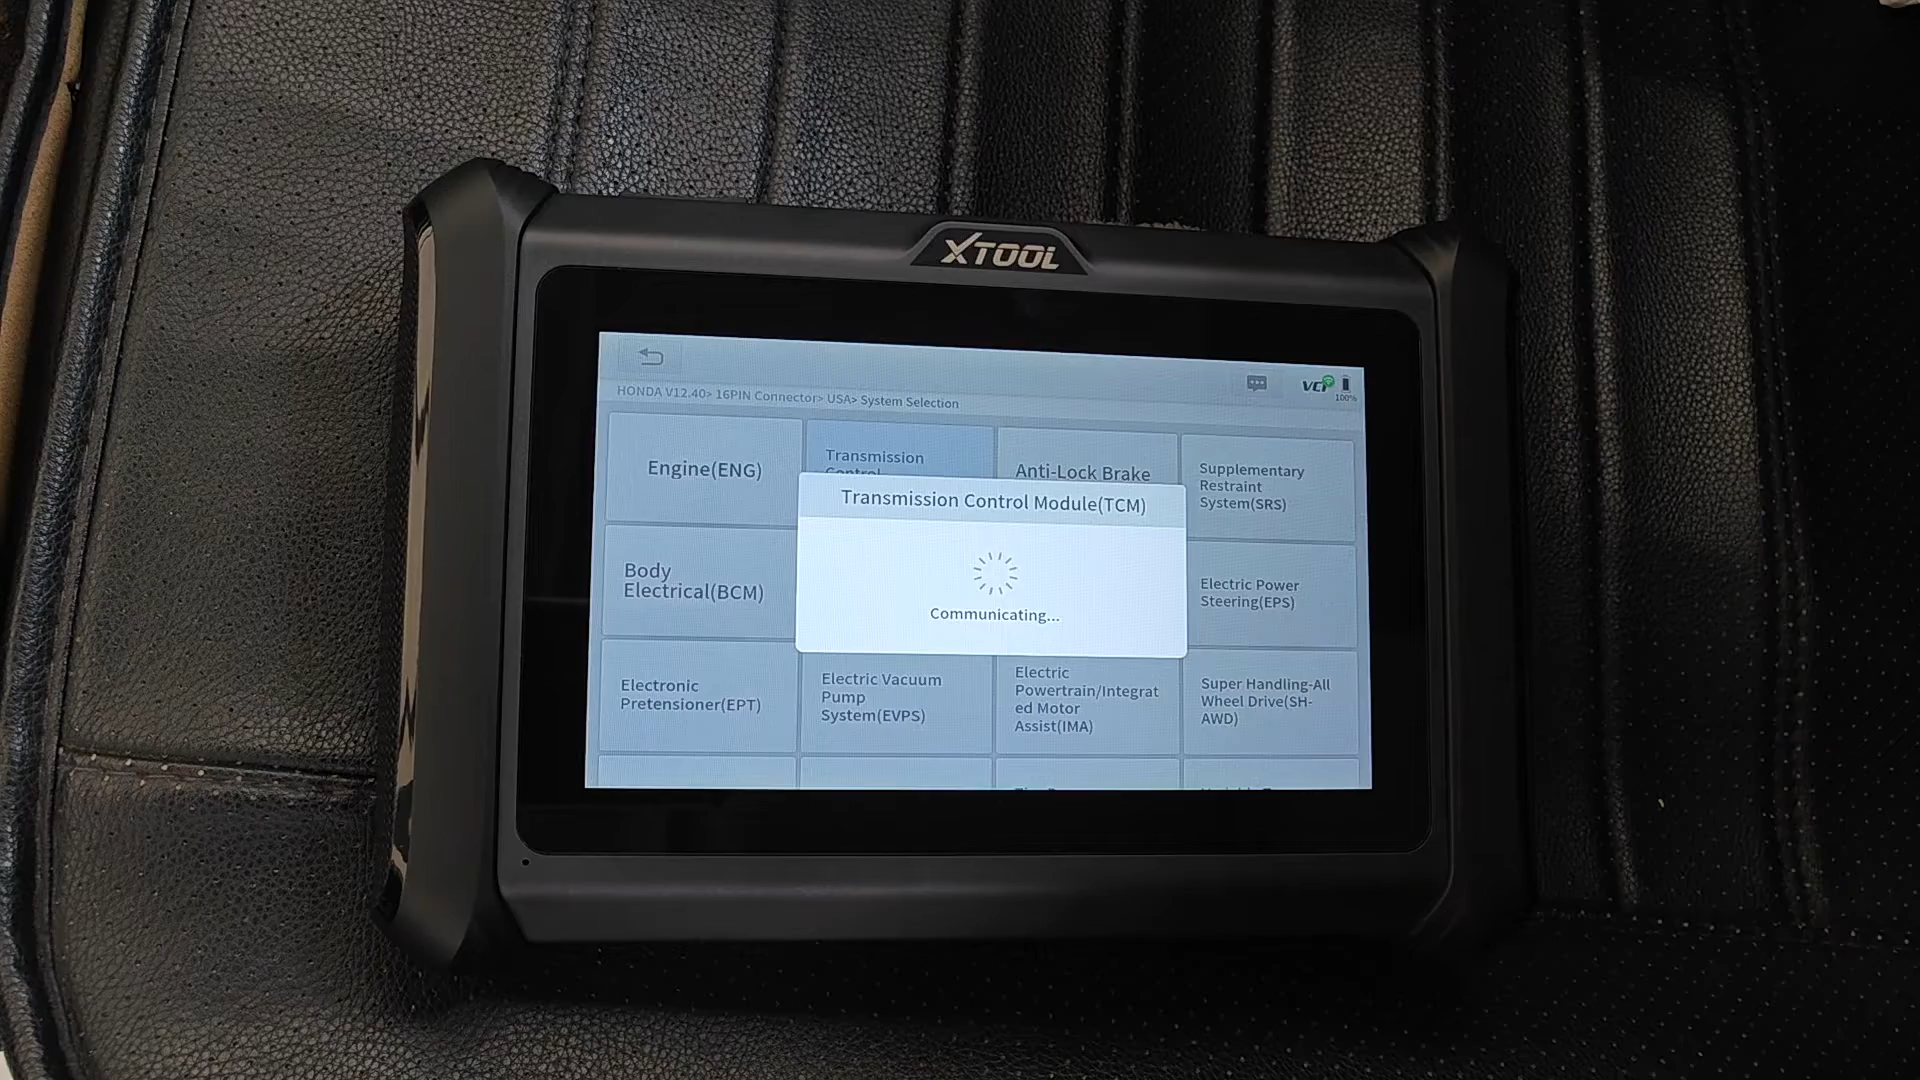 XTOOL
VCI
100%
HONDA V12.40> 16PIN Connector> USA> System Selection
Engine(ENG)
Transmission
Control
Anti-Lock Brake
Supplementary
Restraint
System(SRS)
Transmission Control Module(TCM)
Communicating...
Body
Electrical(BCM)
Electric Power
Steering(EPS)
Electronic
Pretensioner(EPT)
Electric Vacuum
Pump
System(EVPS)
Electric
Powertrain/Integrat
ed Motor
Assist(IMA)
Super Handling-All
Wheel Drive(SH-
AWD)